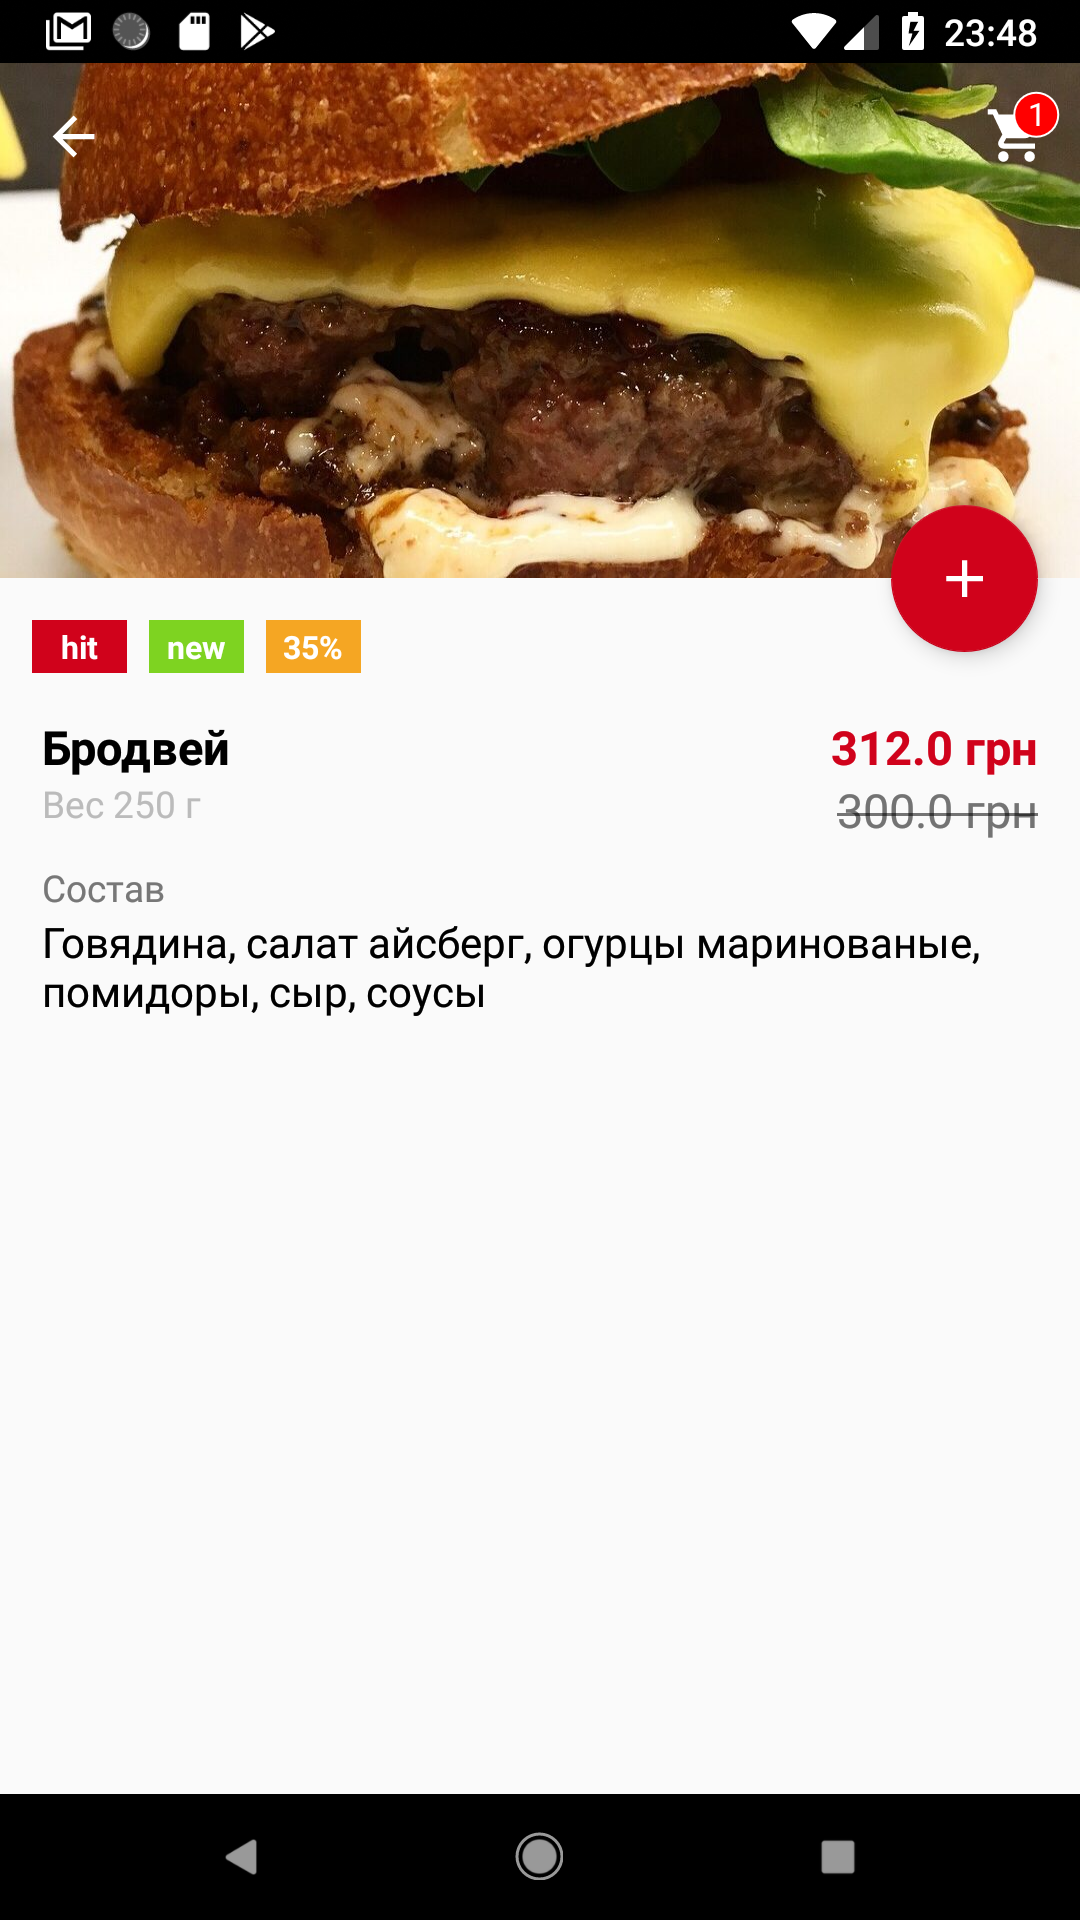 23:48
1
hit new 35%
Бродвей 312.0 грн
Вес 250 г 300.0 грн
Состав
Говядина, салат айсберг, огурцы маринованые,
помидоры, сыр, соусы